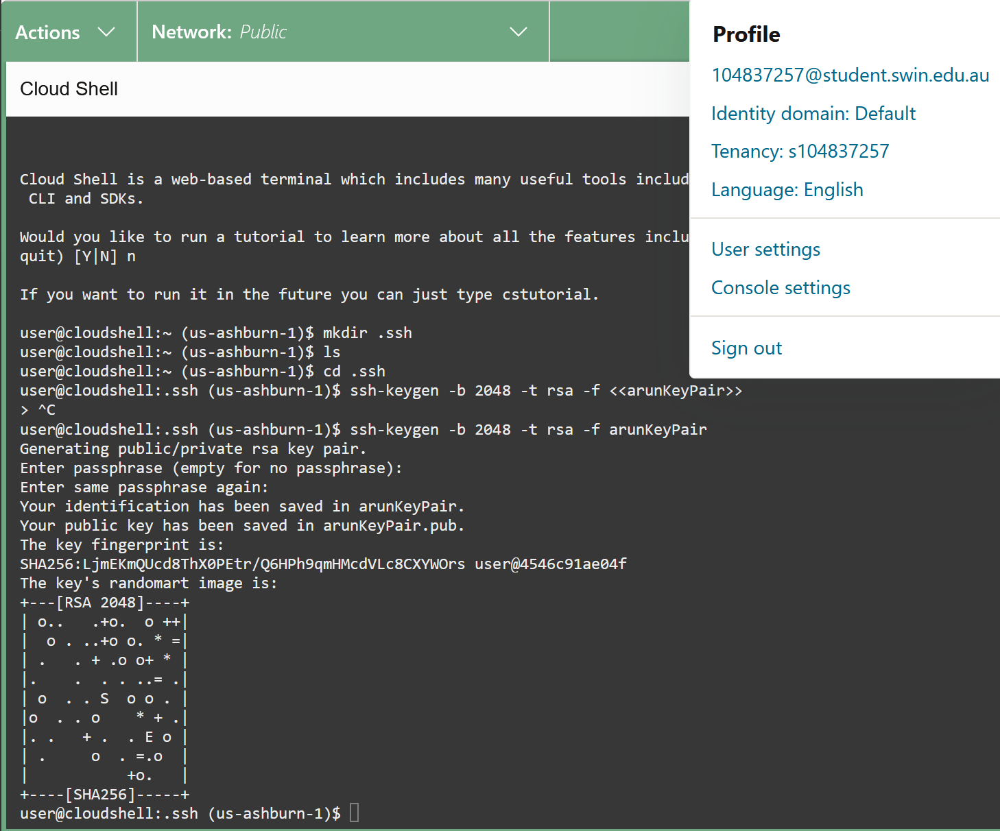 Actions
Network: Public
Profile
104837257@student.swin.edu.au
Identity domain: Default
Tenancy: s104837257
Language: English
User settings
Console settings
Sign out
Cloud Shell
Cloud Shell is a web-based terminal which includes many useful tools includ
 CLI and SDKs.
Would you like to run a tutorial to learn more about all the features inclu
quit) [Y|N] n
If you want to run it in the future you can just type cstutorial.
user@cloudshell:~ (us-ashburn-1)$ mkdir .ssh
user@cloudshell:~ (us-ashburn-1)$ ls
user@cloudshell:~ (us-ashburn-1)$ cd .ssh
user@cloudshell:.ssh (us-ashburn-1)$ ssh-keygen -b 2048 -t rsa -f <<arunKeyPair>>
> ^C
user@cloudshell:.ssh (us-ashburn-1)$ ssh-keygen -b 2048 -t rsa -f arunKeyPair
Generating public/private rsa key pair.
Enter passphrase (empty for no passphrase):
Enter same passphrase again:
Your identification has been saved in arunKeyPair.
Your public key has been saved in arunKeyPair.pub.
The key fingerprint is:
SHA256:LjmEKmQUcd8ThX0PEtr/Q6HPh9qmHMcdVLc8CXYWOrs user@4546c91ae04f
The key's randomart image is:
+---[RSA 2048]----+
| o..   .+o.  o ++|
|  o . ..+o o. * =|
| .   . + .o o+ * |
|.    .  . . ..= .|
| o  . . S  o o . |
|o  . . o    * + .|
|. .   + .  . E o |
| .     o  . =.o  |
|           +o.   |
+----[SHA256]-----+
user@cloudshell:.ssh (us-ashburn-1)$